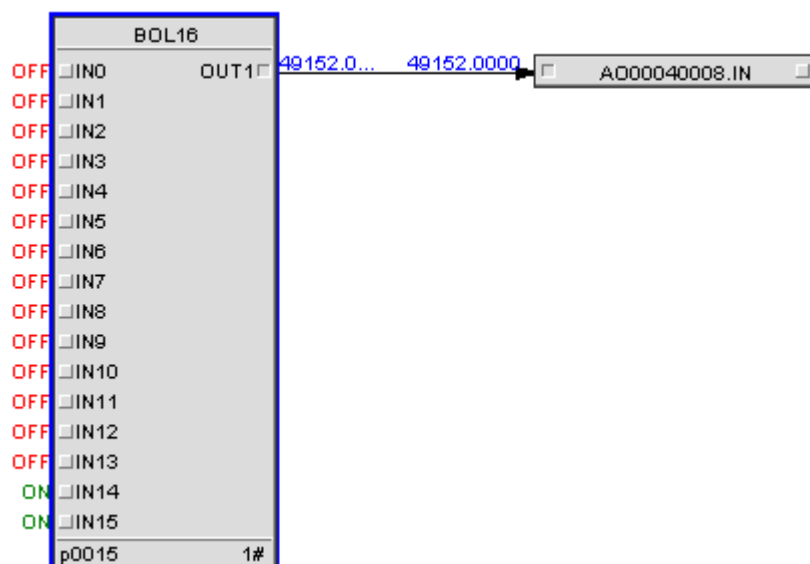 BOL16
OFF IN0 OUT1 49152.0... 49152.0000 AO00040008.IN
OFF IN1
OFF IN2
OFF IN3
OFF IN4
OFF IN5
OFF IN6
OFF IN7
OFF IN8
OFF IN9
OFF IN10
OFF IN11
OFF IN12
OFF IN13
ON IN14
ON IN15
p0015 1#